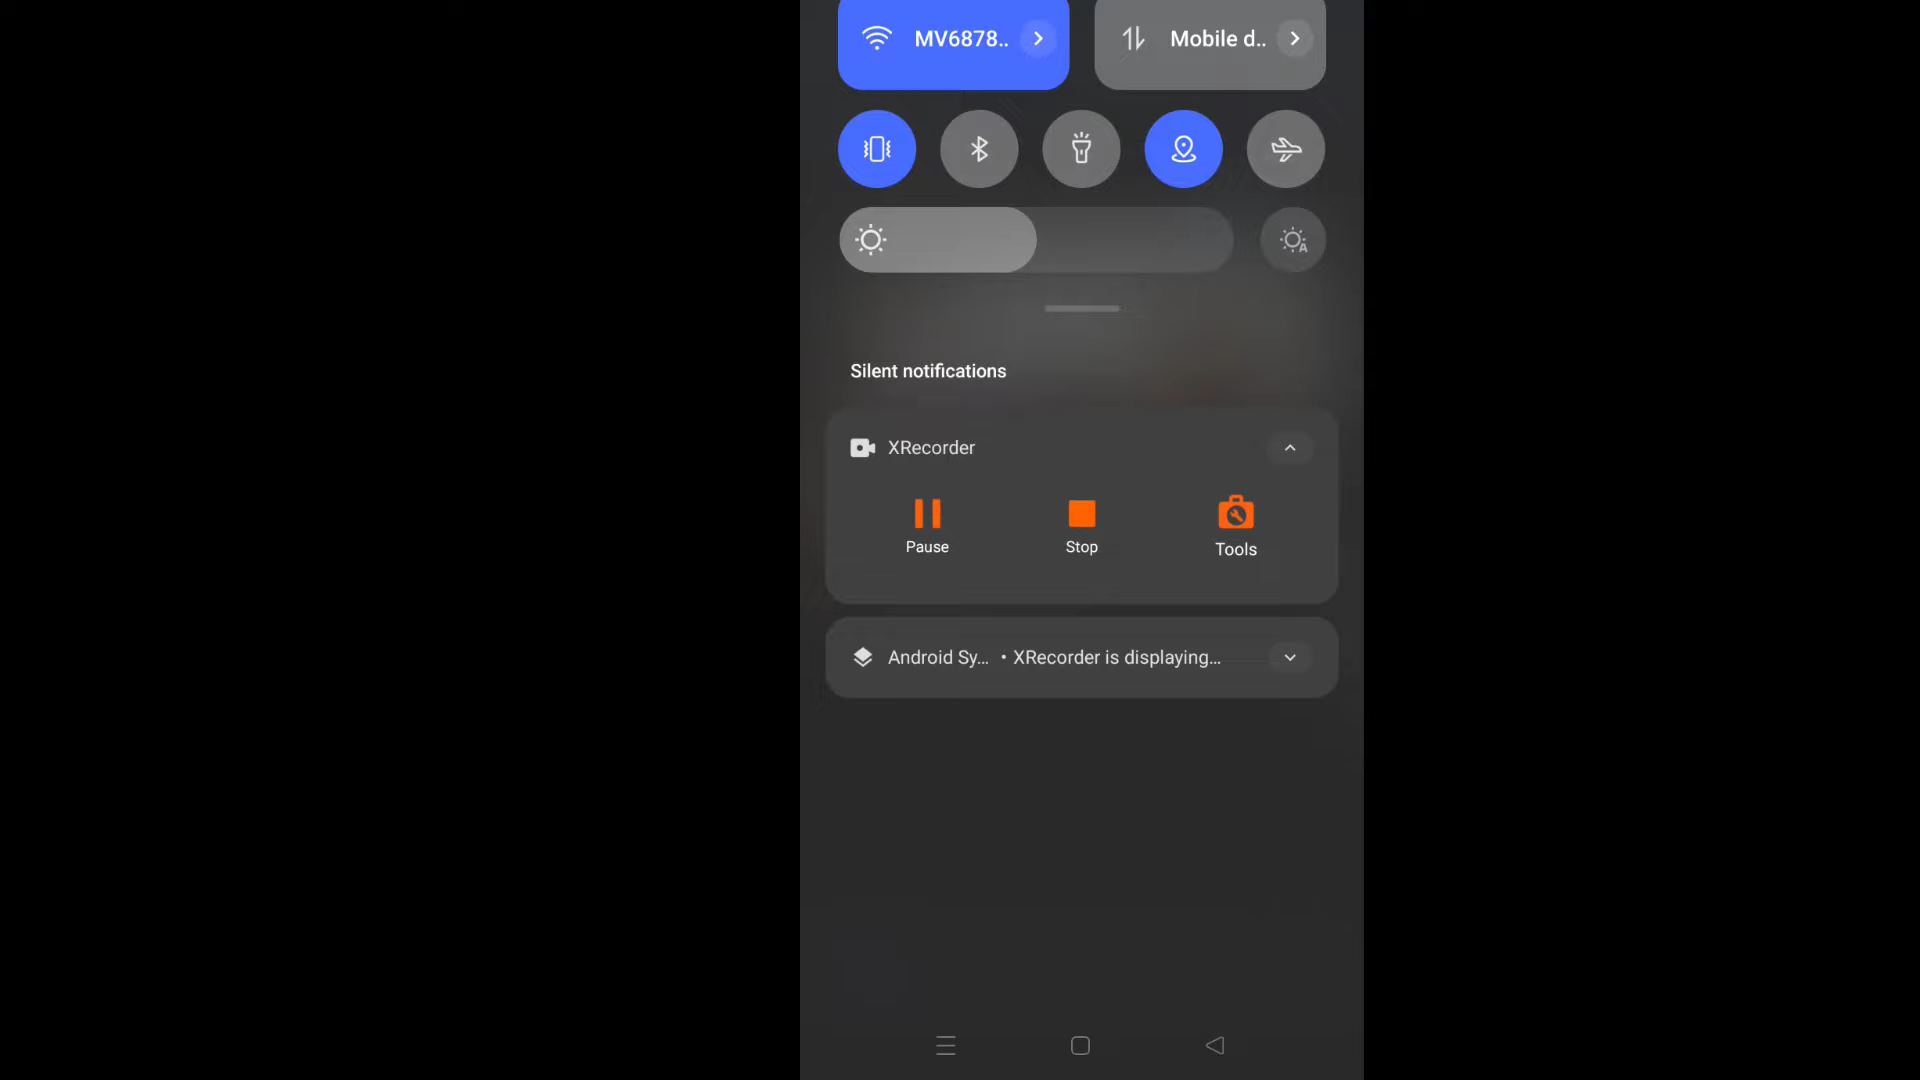 MV6878..
Mobile d..
Silent notifications
XRecorder
Pause
Stop
Tools
Android Sy... • XRecorder is displaying...